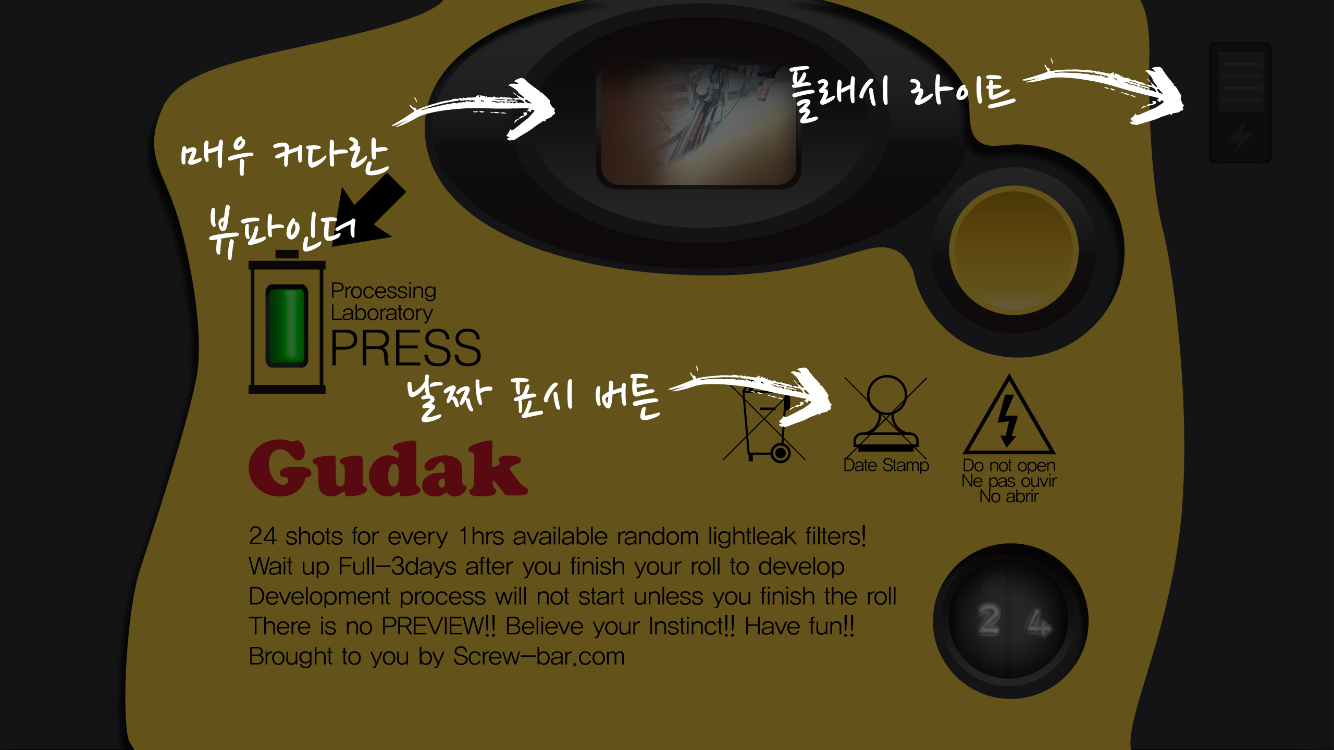 플래시 라이트
매우 커다란
뷰파인더
Processing
Laboratory
PRESS
날짜 표시 버튼
Gudak
Date Stamp
Do not open
Ne pas ouvir
No abrir
24 shots for every 1hrs available random lightleak filters!
Wait up Full-3days after you finish your roll to develop
Development process will not start unless you finish the roll
There is no PREVIEW!! Believe your Instinct!! Have fun!!
Brought to you by Screw-bar.com
2 4